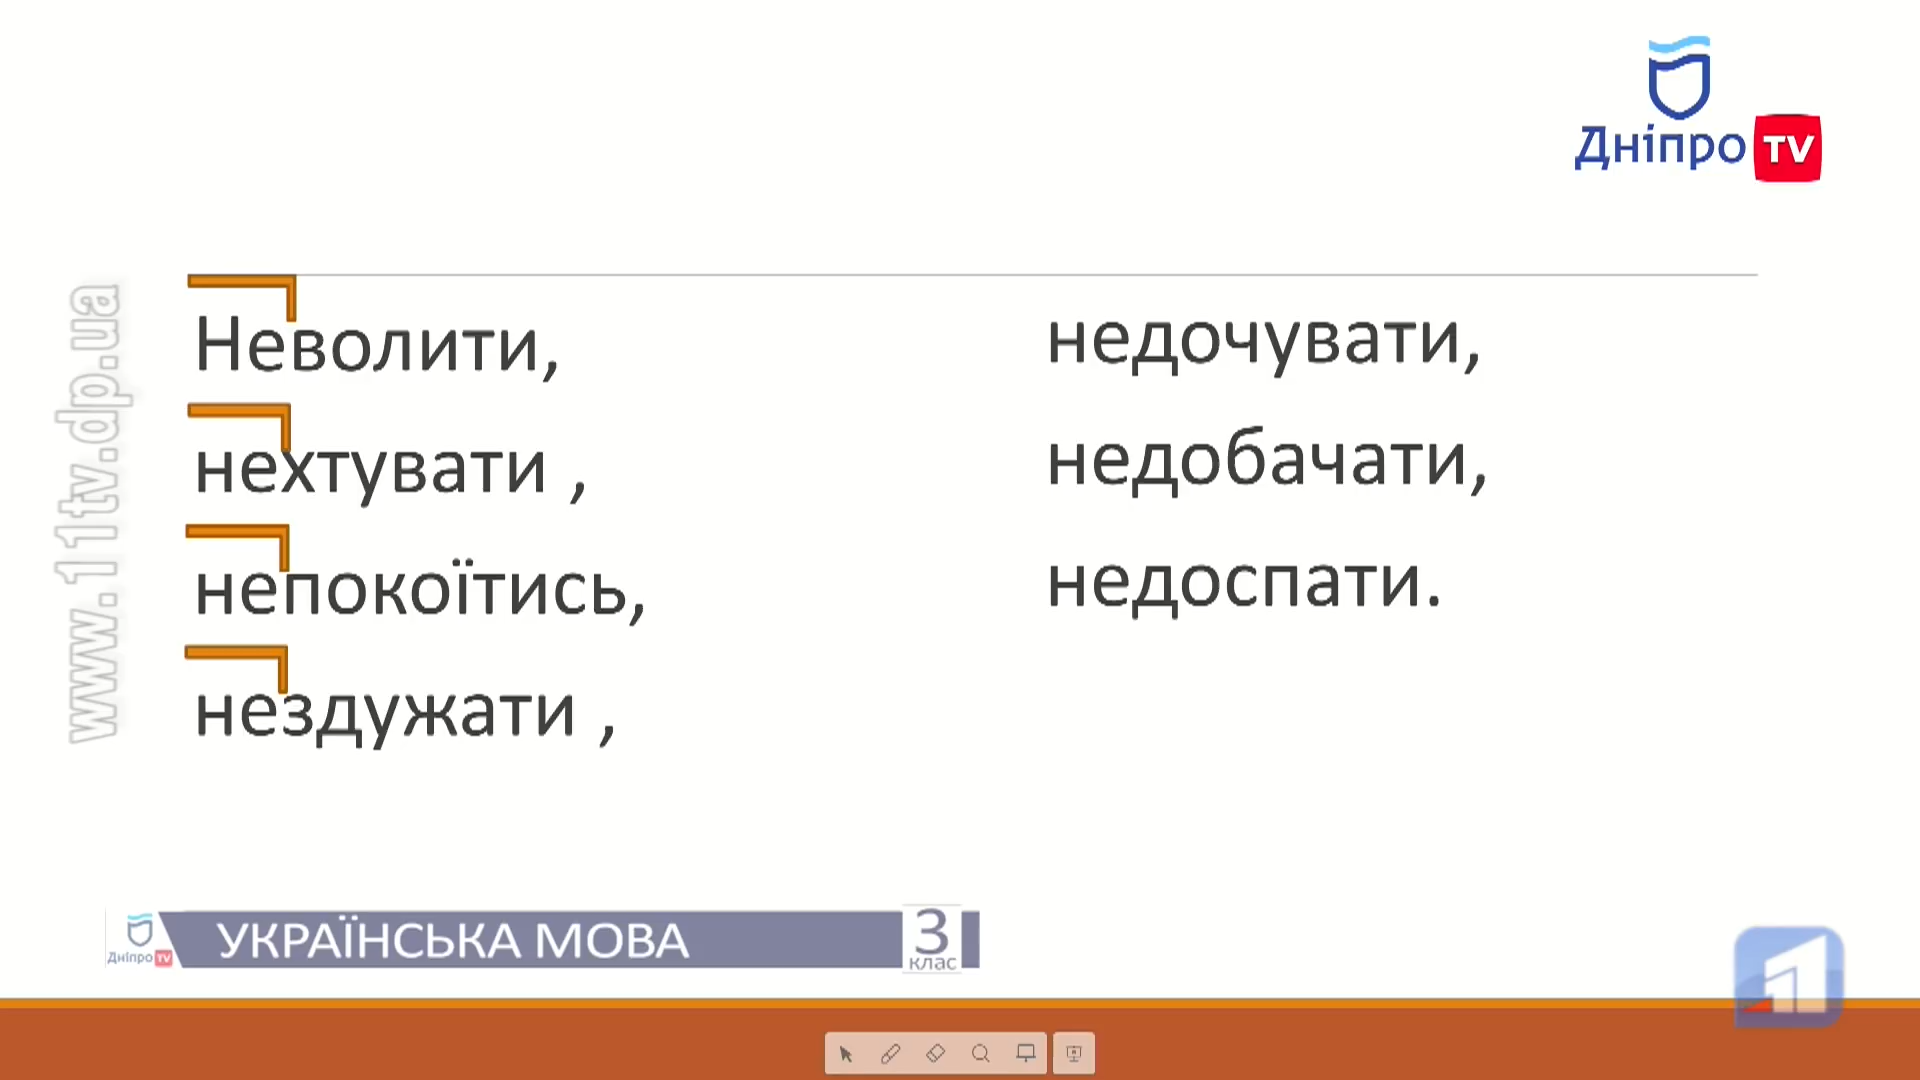 Дніпро TV
www.11tv.dp.ua
Неволити,
нехтувати ,
непокоїтись,
нездужати ,
недочувати,
недобачати,
недоспати.
Дніпро TV
УКРАЇНСЬКА МОВА
3
клас
1